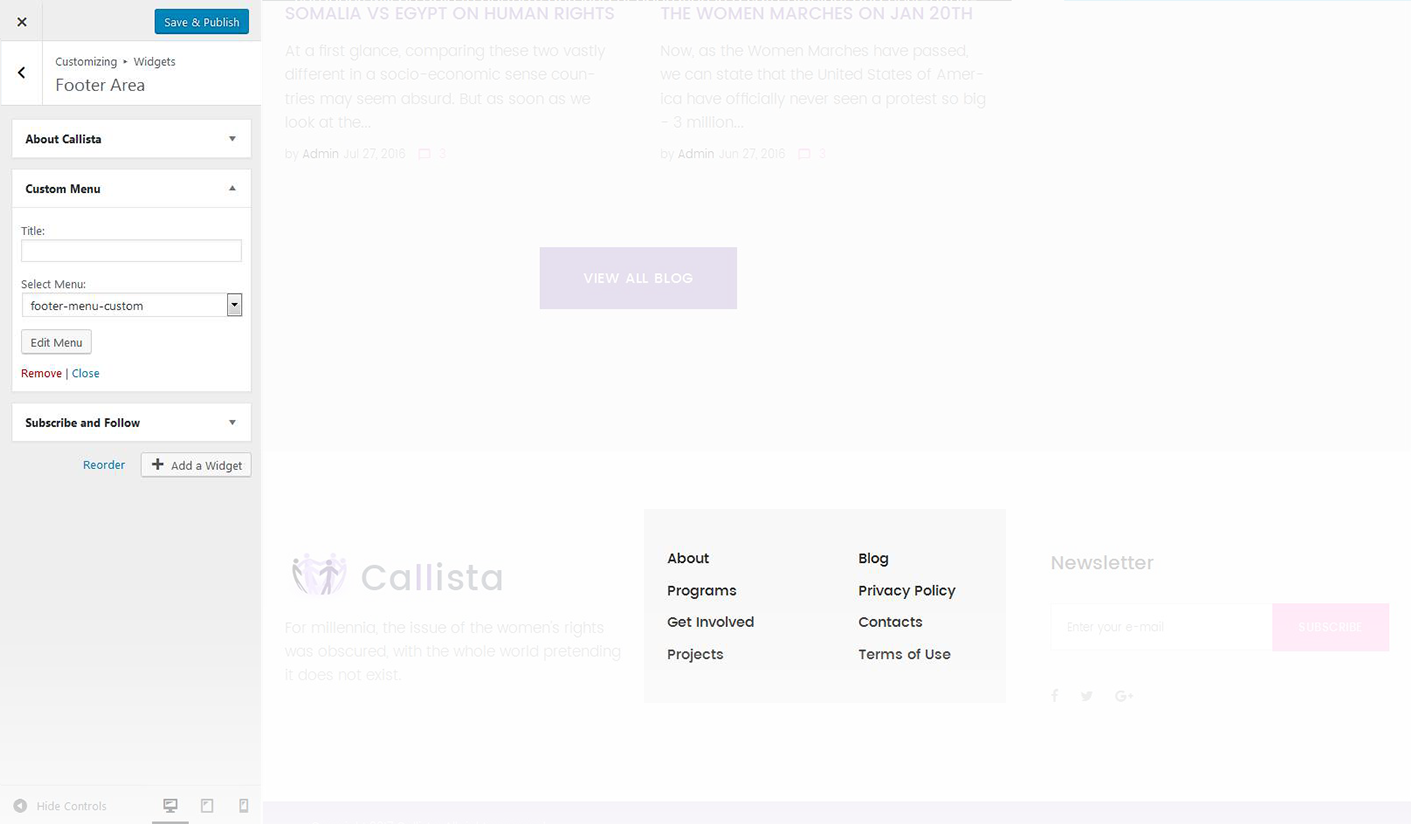 Save & Publish
Customizing ▸ Widgets
Footer Area
About Callista
Custom Menu
Title:
Select Menu:
footer-menu-custom
Edit Menu
Remove | Close
Subscribe and Follow
Reorder
Add a Widget
Hide Controls
SOMALIA VS EGYPT ON HUMAN RIGHTS
At a first glance, comparing these two vastly
different in a socio-economic sense coun-
tries may seem absurd. But as soon as we
look at the...
by Admin Jul 27, 2016 3
THE WOMEN MARCHES ON JAN 20TH
Now, as the Women Marches have passed,
we can state that the United States of Amer-
ica have officially never seen a protest so big
– 3 million...
by Admin Jun 27, 2016 3
VIEW ALL BLOG
Callista
For millennia, the issue of the women's rights
was obscured, with the whole world pretending
it does not exist.
About
Programs
Get Involved
Projects
Blog
Privacy Policy
Contacts
Terms of Use
Newsletter
Enter your e-mail
SUBSCRIBE